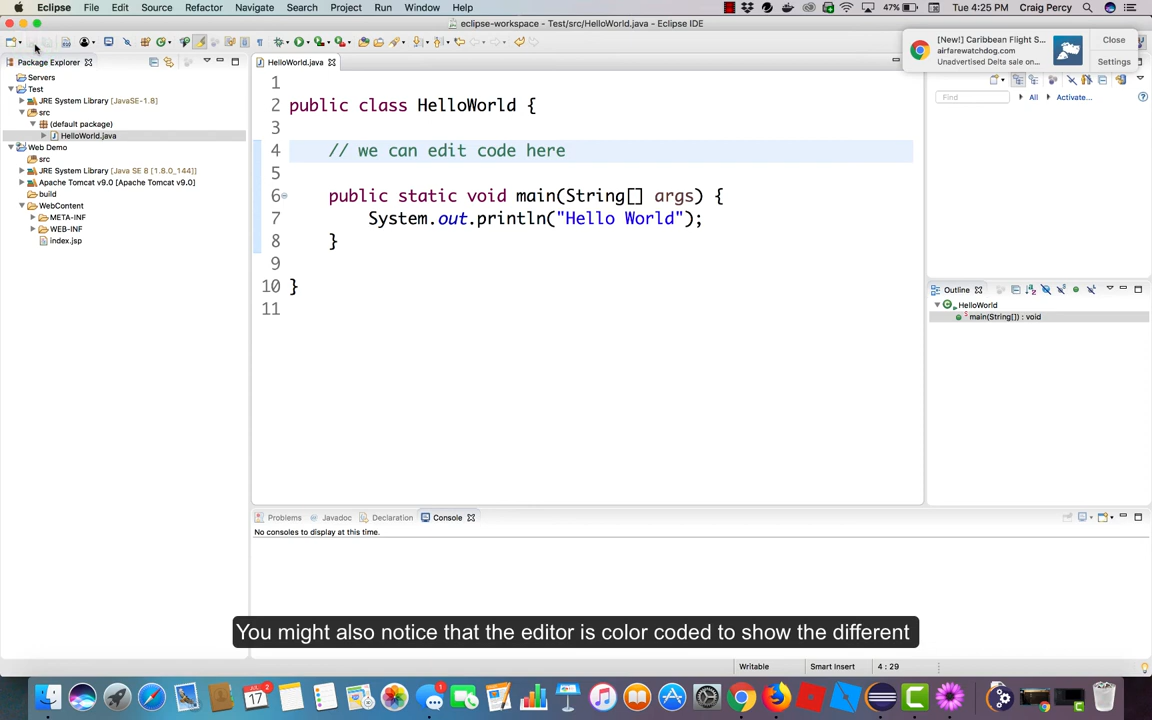 Eclipse File Edit Source Refactor Navigate Search Project Run Window Help 47% Tue 4:25 PM Craig Percy
eclipse-workspace - Test/src/HelloWorld.java - Eclipse IDE
[New!] Caribbean Flight S...
airfarewatchdog.com
Unadvertised Delta sale on...
Close
Settings
Package Explorer
Servers
Test
JRE System Library [JavaSE-1.8]
src
(default package)
HelloWorld.java
Web Demo
src
JRE System Library [Java SE 8 [1.8.0_144]]
Apache Tomcat v9.0 [Apache Tomcat v9.0]
build
WebContent
META-INF
WEB-INF
index.jsp
HelloWorld.java
1
2 public class HelloWorld {
3
4 // we can edit code here
5
6 public static void main(String[] args) {
7 System.out.println("Hello World");
8 }
9
10 }
11
Find All Activate...
Outline
HelloWorld
main(String[]) : void
Problems Javadoc Declaration Console
No consoles to display at this time.
You might also notice that the editor is color coded to show the different
Writable Smart Insert 4 : 29
17 2
1